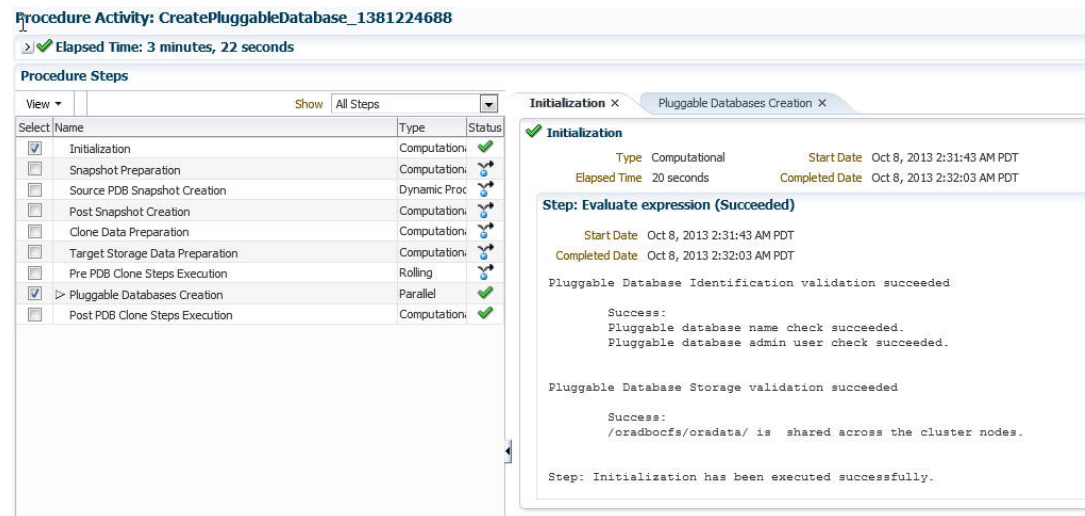 Procedure Activity: CreatePluggableDatabase_1381224688
Elapsed Time: 3 minutes, 22 seconds
Procedure Steps
View
Show All Steps
Select Name Type Status
Initialization Computation
Snapshot Preparation Computation
Source PDB Snapshot Creation Dynamic Proc
Post Snapshot Creation Computation
Clone Data Preparation Computation
Target Storage Data Preparation Computation
Pre PDB Clone Steps Execution Rolling
Pluggable Databases Creation Parallel
Post PDB Clone Steps Execution Computation
Initialization × Pluggable Databases Creation ×
Initialization
Type Computational Start Date Oct 8, 2013 2:31:43 AM PDT
Elapsed Time 20 seconds Completed Date Oct 8, 2013 2:32:03 AM PDT
Step: Evaluate expression (Succeeded)
Start Date Oct 8, 2013 2:31:43 AM PDT
Completed Date Oct 8, 2013 2:32:03 AM PDT
Pluggable Database Identification validation succeeded
Success:
Pluggable database name check succeeded.
Pluggable database admin user check succeeded.
Pluggable Database Storage validation succeeded
Success:
/oradbocfs/oradata/ is shared across the cluster nodes.
Step: Initialization has been executed successfully.